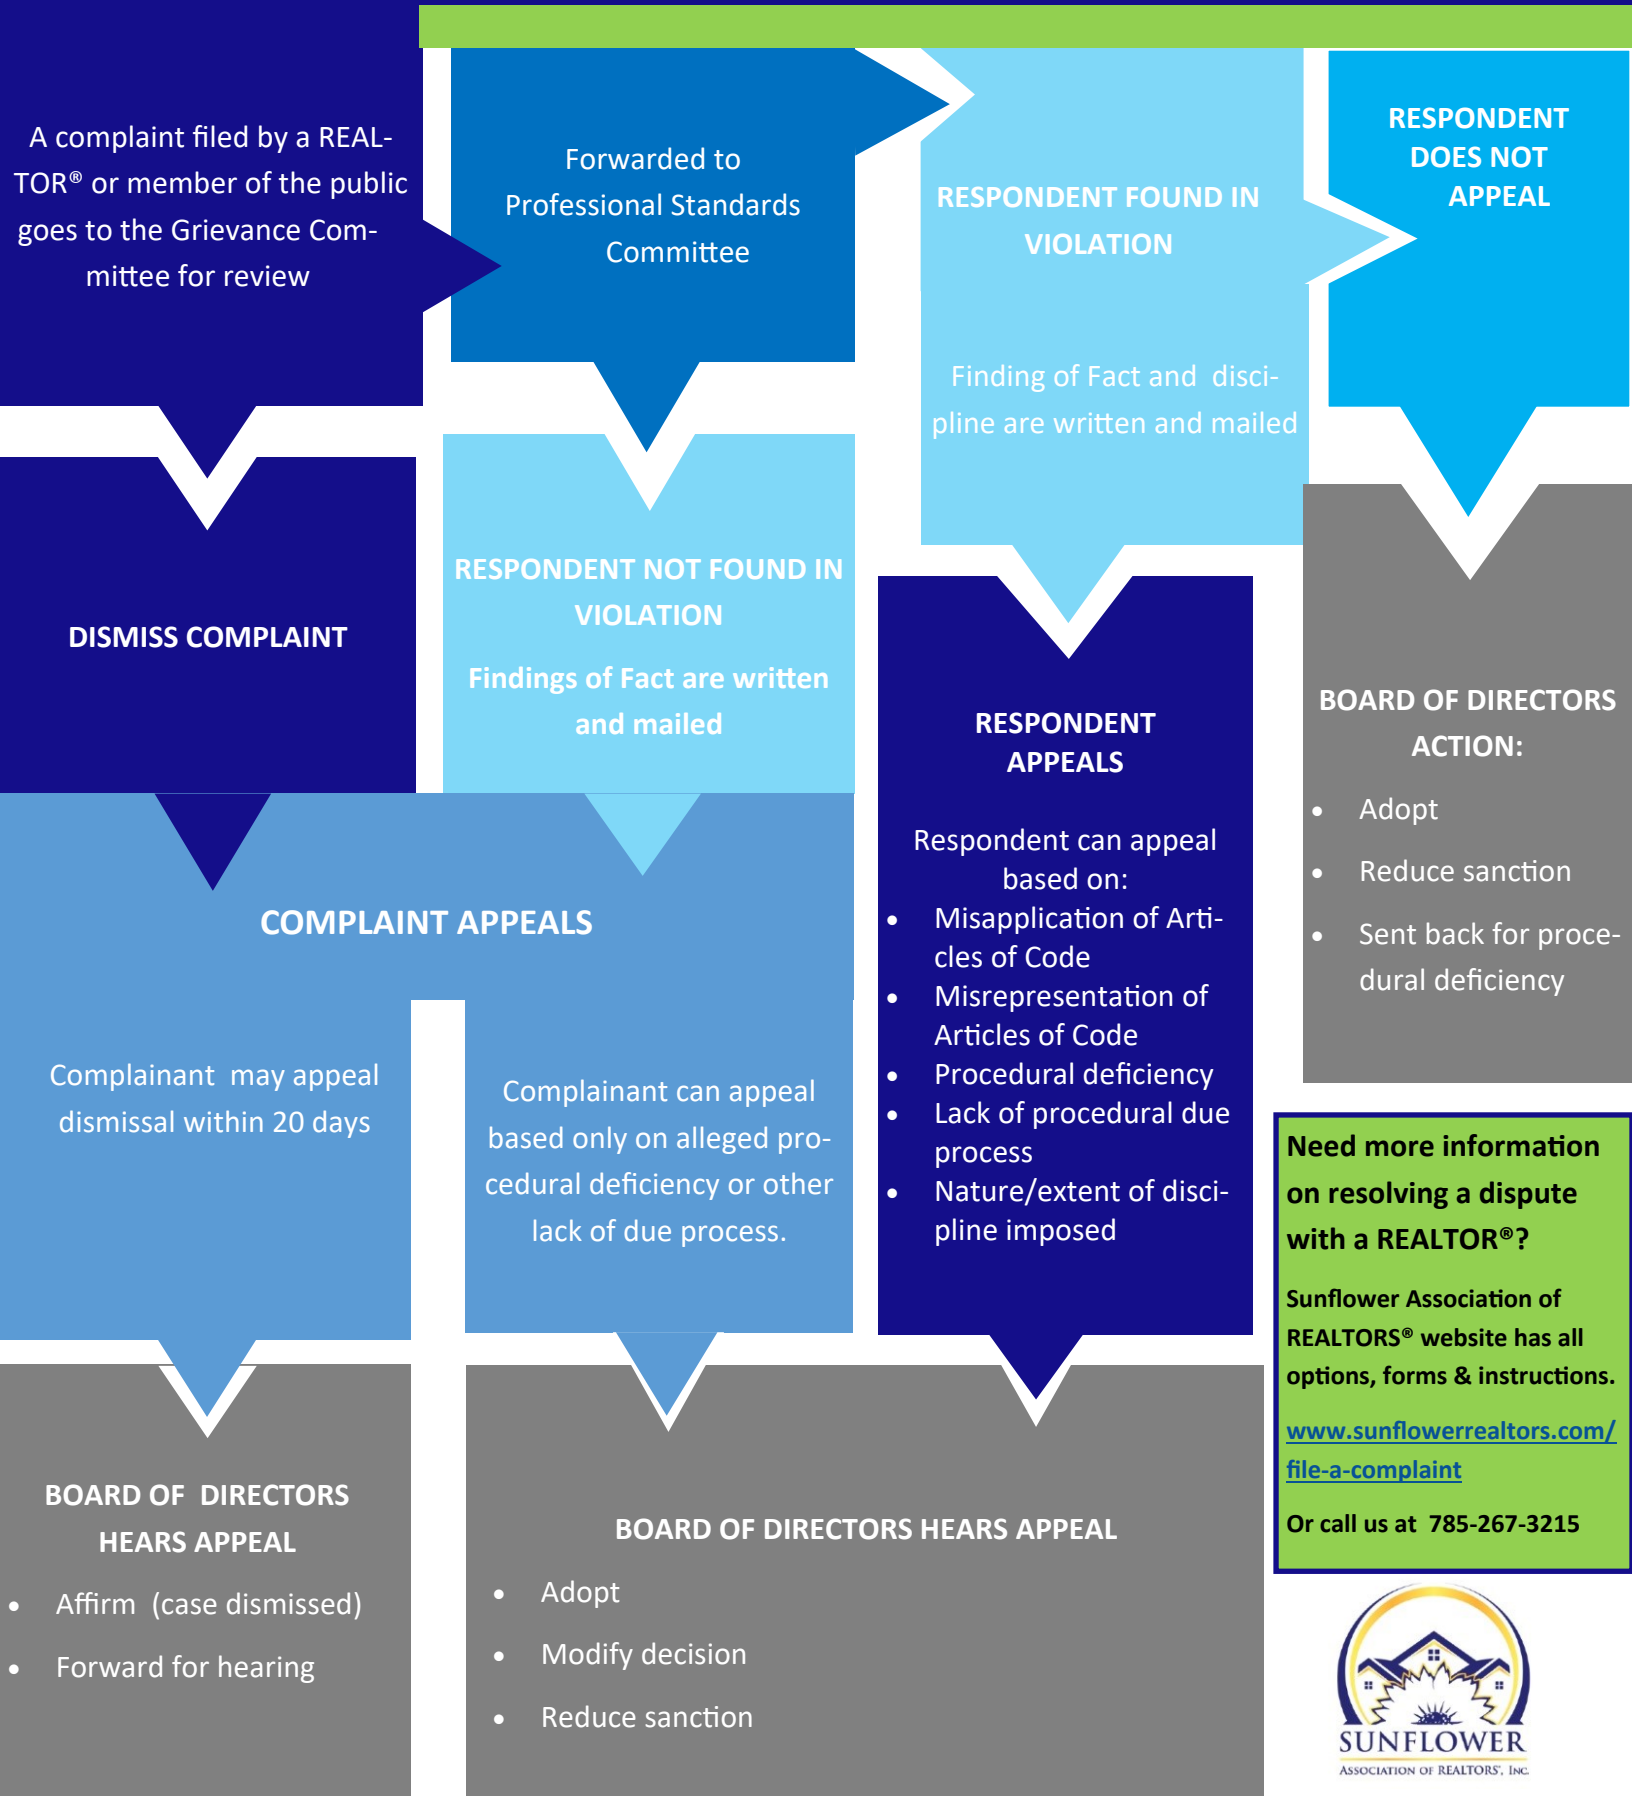 A complaint filed by a REAL-
TOR® or member of the public
goes to the Grievance Com-
mittee for review
Forwarded to
Professional Standards
Committee
RESPONDENT FOUND IN
VIOLATION
Finding of Fact and  disci-
pline are written and mailed
RESPONDENT
DOES NOT
APPEAL
DISMISS COMPLAINT
RESPONDENT NOT FOUND IN
VIOLATION
Findings of Fact are written
and mailed
RESPONDENT
APPEALS
Respondent can appeal
based on:
• Misapplication of Arti-
cles of Code
• Misrepresentation of
Articles of Code
• Procedural deficiency
• Lack of procedural due
process
• Nature/extent of disci-
pline imposed
BOARD OF DIRECTORS
ACTION:
• Adopt
• Reduce sanction
• Sent back for proce-
dural deficiency
COMPLAINT APPEALS
Complainant  may appeal
dismissal within 20 days
Complainant can appeal
based only on alleged pro-
cedural deficiency or other
lack of due process.
BOARD OF  DIRECTORS
HEARS APPEAL
• Affirm  (case dismissed)
• Forward for hearing
BOARD OF DIRECTORS HEARS APPEAL
• Adopt
• Modify decision
• Reduce sanction
Need more information
on resolving a dispute
with a REALTOR®?
Sunflower Association of
REALTORS® website has all
options, forms & instructions.
www.sunflowerrealtors.com/
file-a-complaint
Or call us at  785-267-3215
SUNFLOWER
ASSOCIATION OF REALTORS®, INC.